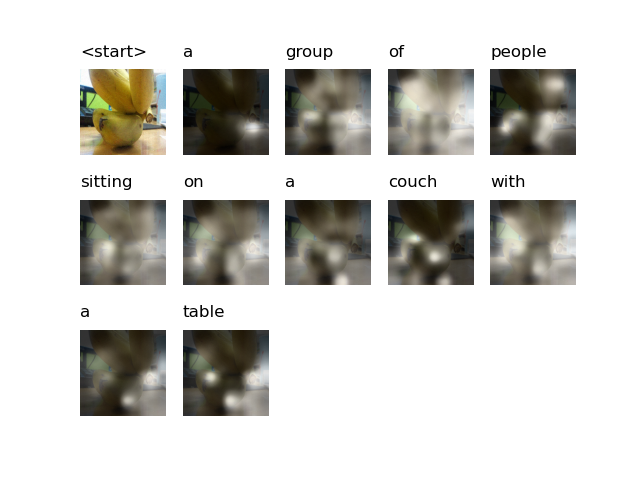 <start> a group of people
sitting on a couch with
a table